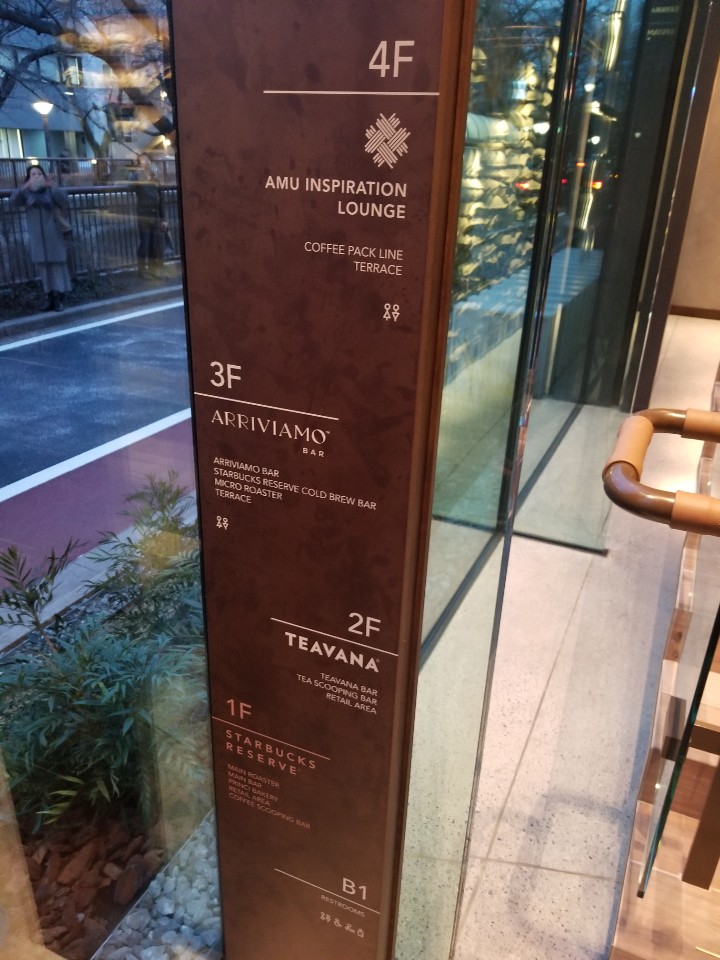 4F
AMU INSPIRATION
LOUNGE
COFFEE PACK LINE
TERRACE
3F
ARRIVIAMO™
BAR
ARRIVIAMO BAR
STARBUCKS RESERVE COLD BREW BAR
MICRO ROASTER
TERRACE
2F
TEAVANA®
TEAVANA BAR
TEA SCOOPING BAR
RETAIL AREA
1F
STARBUCKS
RESERVE®
MAIN ROASTER
MAIN BAR
PRINCI BAKERY
RETAIL AREA
COFFEE SCOOPING BAR
B1
RESTROOMS